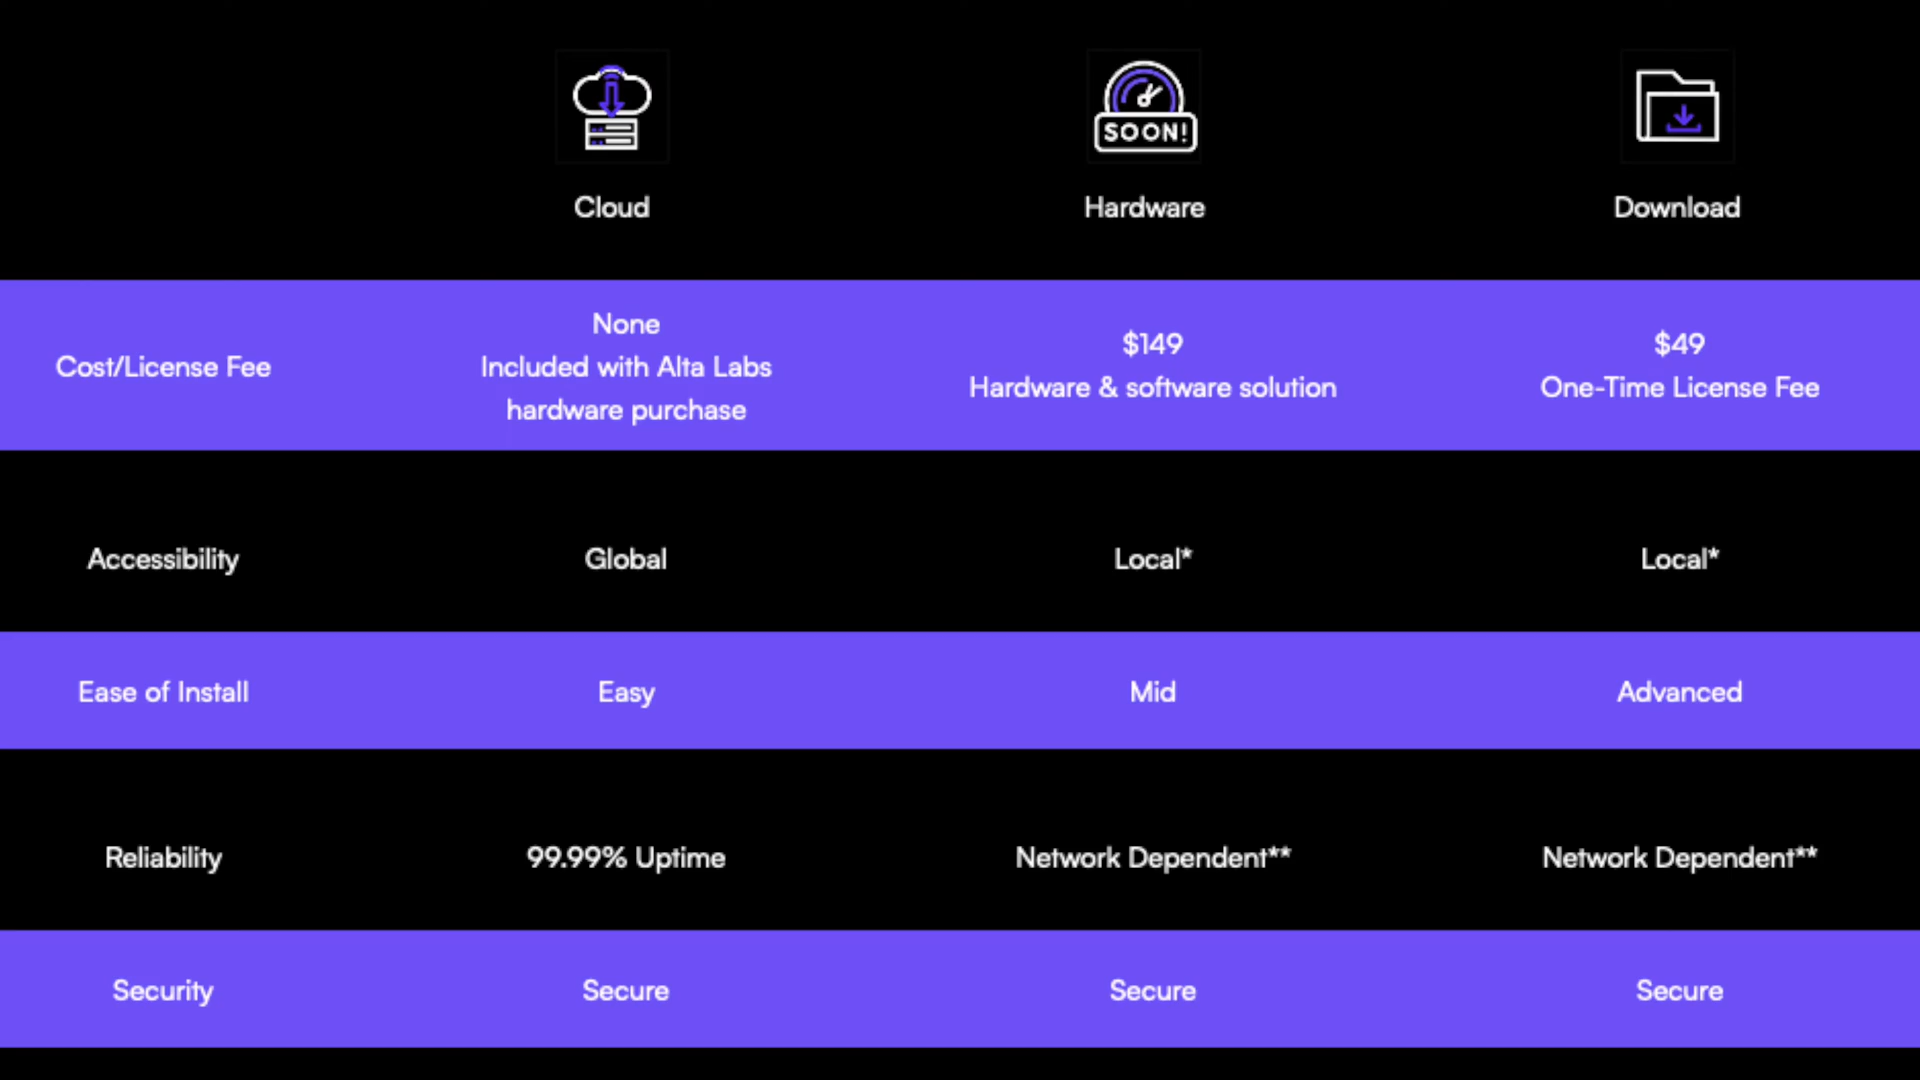 SOON!
Cloud
Hardware
Download
Cost/License Fee
None
Included with Alta Labs
hardware purchase
$149
Hardware & software solution
$49
One-Time License Fee
Accessibility
Global
Local*
Local*
Ease of Install
Easy
Mid
Advanced
Reliability
99.99% Uptime
Network Dependent**
Network Dependent**
Security
Secure
Secure
Secure